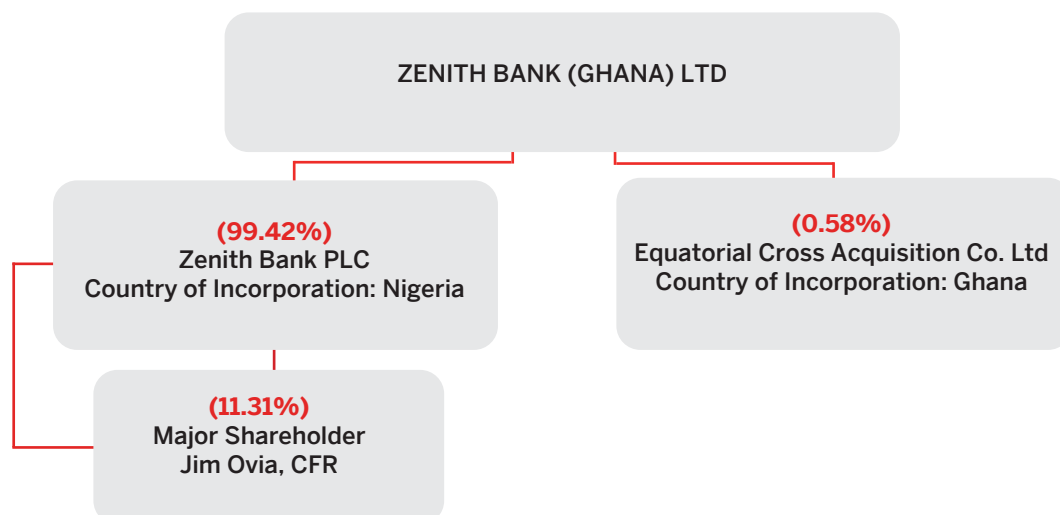 ZENITH BANK (GHANA) LTD
(99.42%)
Zenith Bank PLC
Country of Incorporation: Nigeria
(0.58%)
Equatorial Cross Acquisition Co. Ltd
Country of Incorporation: Ghana
(11.31%)
Major Shareholder
Jim Ovia, CFR